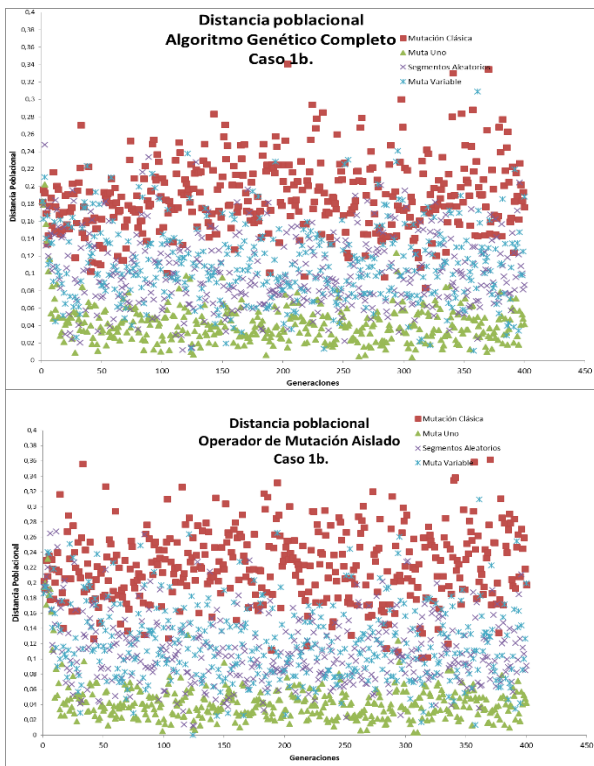 Distancia poblacional
Algoritmo Genético Completo
Caso 1b.
Mutación Clásica
Muta Uno
Segmentos Aleatorios
Muta Variable
Distancia Poblacional
0,4
0,38
0,36
0,34
0,32
0,3
0,28
0,26
0,24
0,22
0,2
0,18
0,16
0,14
0,12
0,1
0,08
0,06
0,04
0,02
0
0 50 100 150 200 250 300 350 400 450
Generaciones
Distancia poblacional
Operador de Mutación Aislado
Caso 1b.
Mutación Clásica
Muta Uno
Segmentos Aleatorios
Muta Variable
Distancia Poblacional
0,4
0,38
0,36
0,34
0,32
0,3
0,28
0,26
0,24
0,22
0,2
0,18
0,16
0,14
0,12
0,1
0,08
0,06
0,04
0,02
0
0 50 100 150 200 250 300 350 400 450
Generaciones